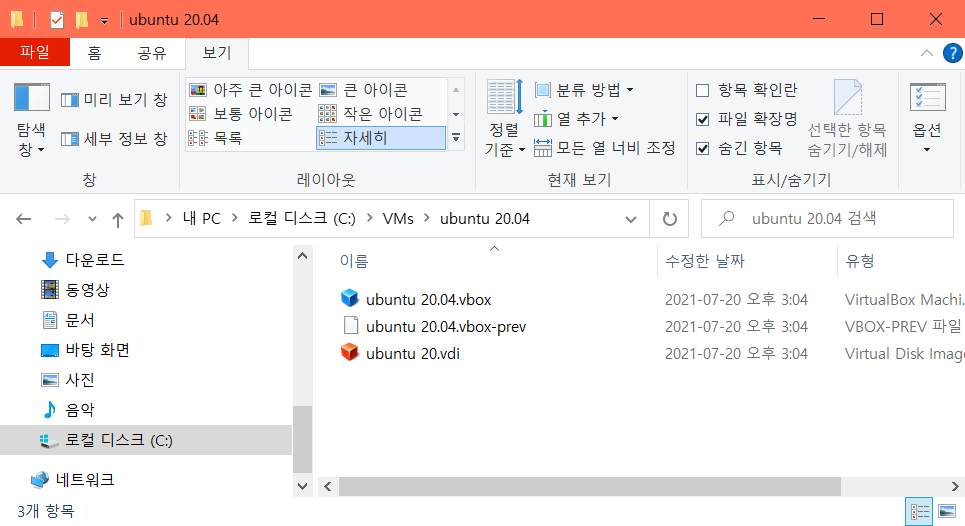 ubuntu 20.04
파일 홈 공유 보기
탐색 창
미리 보기 창
세부 정보 창
창
아주 큰 아이콘 큰 아이콘
보통 아이콘 작은 아이콘
목록 자세히
레이아웃
정렬 기준
분류 방법
열 추가
모든 열 너비 조정
현재 보기
항목 확인란
파일 확장명
숨긴 항목
선택한 항목
숨기기/해제
표시/숨기기
옵션
내 PC 로컬 디스크 (C:) VMs ubuntu 20.04
ubuntu 20.04 검색
다운로드
동영상
문서
바탕 화면
사진
음악
로컬 디스크 (C:)
네트워크
이름 수정한 날짜 유형
ubuntu 20.04.vbox 2021-07-20 오후 3:04 VirtualBox Machi.
ubuntu 20.04.vbox-prev 2021-07-20 오후 3:04 VBOX-PREV 파일
ubuntu 20.vdi 2021-07-20 오후 3:04 Virtual Disk Image
3개 항목